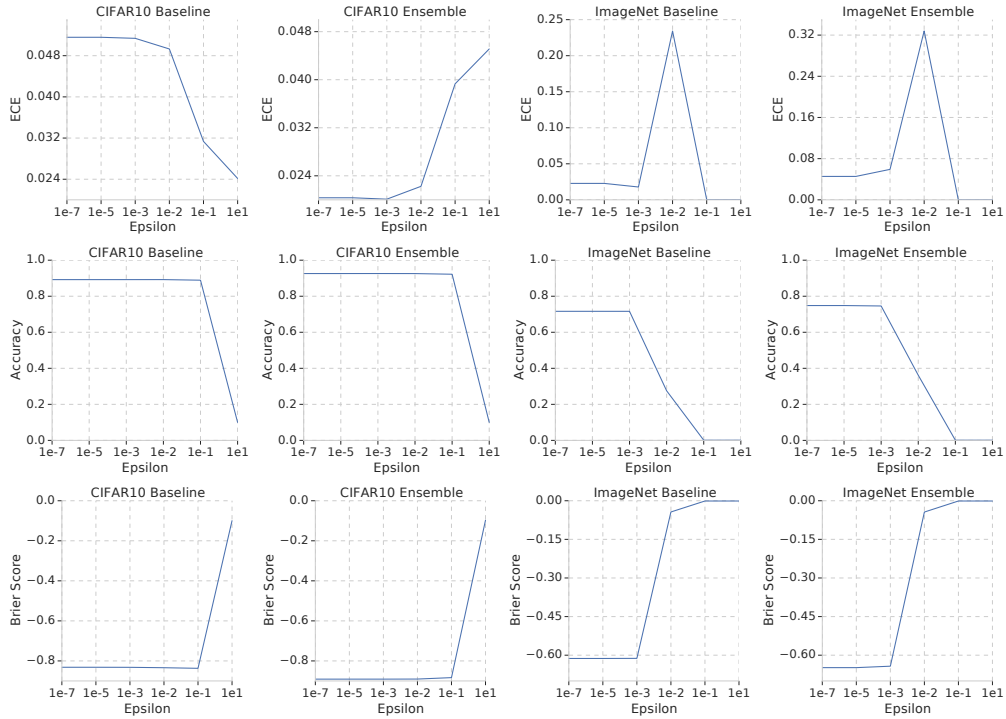 CIFAR10 Baseline
ECE
0.048
0.040
0.032
0.024
1e-7 1e-5 1e-3 1e-2 1e-1 1e1
Epsilon
CIFAR10 Ensemble
ECE
0.048
0.040
0.032
0.024
1e-7 1e-5 1e-3 1e-2 1e-1 1e1
Epsilon
ImageNet Baseline
ECE
0.25
0.20
0.15
0.10
0.05
0.00
1e-7 1e-5 1e-3 1e-2 1e-1 1e1
Epsilon
ImageNet Ensemble
ECE
0.32
0.24
0.16
0.08
0.00
1e-7 1e-5 1e-3 1e-2 1e-1 1e1
Epsilon
CIFAR10 Baseline
Accuracy
1.0
0.8
0.6
0.4
0.2
0.0
1e-7 1e-5 1e-3 1e-2 1e-1 1e1
Epsilon
CIFAR10 Ensemble
Accuracy
1.0
0.8
0.6
0.4
0.2
0.0
1e-7 1e-5 1e-3 1e-2 1e-1 1e1
Epsilon
ImageNet Baseline
Accuracy
1.0
0.8
0.6
0.4
0.2
0.0
1e-7 1e-5 1e-3 1e-2 1e-1 1e1
Epsilon
ImageNet Ensemble
Accuracy
1.0
0.8
0.6
0.4
0.2
0.0
1e-7 1e-5 1e-3 1e-2 1e-1 1e1
Epsilon
CIFAR10 Baseline
Brier Score
0.0
−0.2
−0.4
−0.6
−0.8
1e-7 1e-5 1e-3 1e-2 1e-1 1e1
Epsilon
CIFAR10 Ensemble
Brier Score
0.0
−0.2
−0.4
−0.6
−0.8
1e-7 1e-5 1e-3 1e-2 1e-1 1e1
Epsilon
ImageNet Baseline
Brier Score
0.00
−0.15
−0.30
−0.45
−0.60
1e-7 1e-5 1e-3 1e-2 1e-1 1e1
Epsilon
ImageNet Ensemble
Brier Score
0.00
−0.15
−0.30
−0.45
−0.60
1e-7 1e-5 1e-3 1e-2 1e-1 1e1
Epsilon